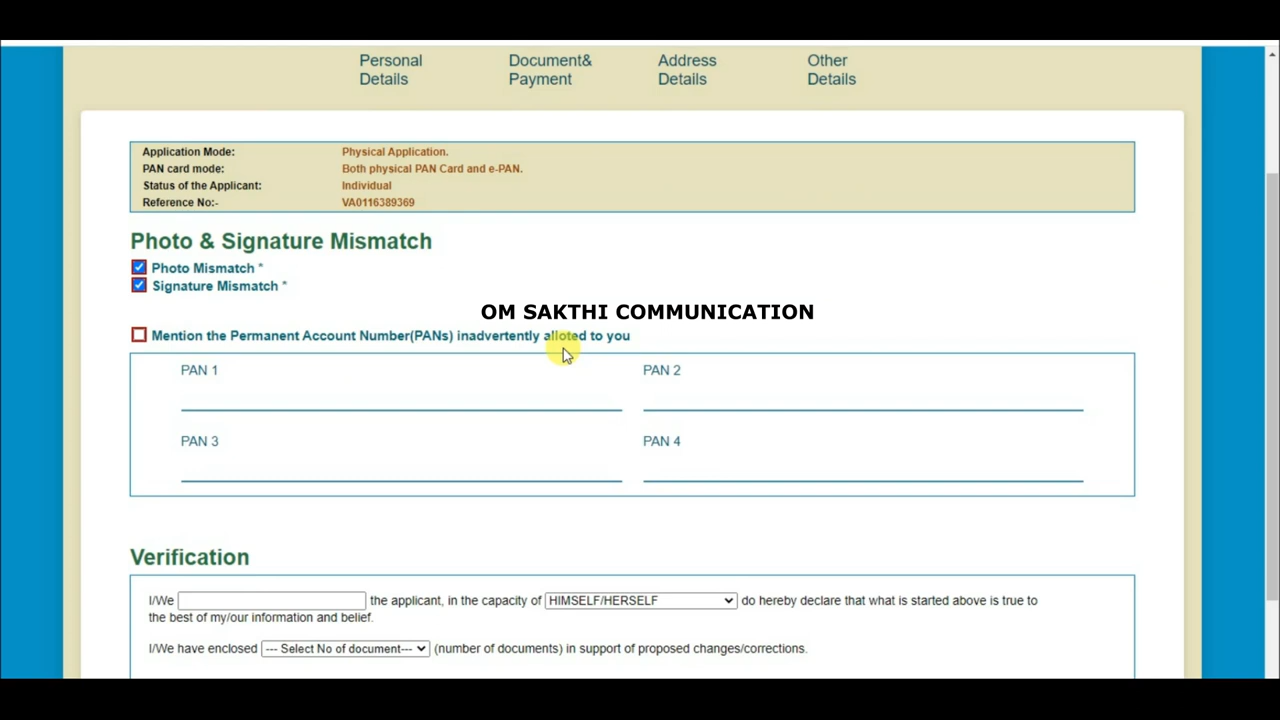 Personal Details
Document& Payment
Address Details
Other Details
Application Mode: Physical Application.
PAN card mode: Both physical PAN Card and e-PAN.
Status of the Applicant: Individual
Reference No:- VA0116389369
Photo & Signature Mismatch
Photo Mismatch *
Signature Mismatch *
OM SAKTHI COMMUNICATION
Mention the Permanent Account Number(PANs) inadvertently alloted to you
PAN 1
PAN 2
PAN 3
PAN 4
Verification
I/We the applicant, in the capacity of HIMSELF/HERSELF do hereby declare that what is started above is true to
the best of my/our information and belief.
I/We have enclosed --- Select No of document--- (number of documents) in support of proposed changes/corrections.